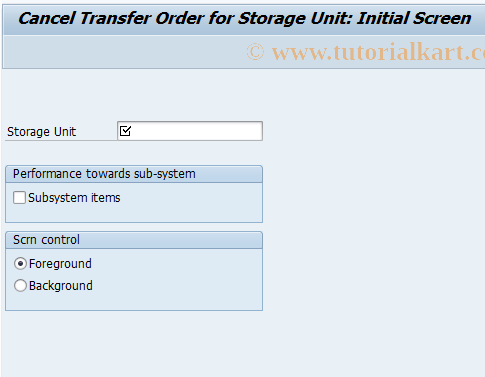 Cancel Transfer Order for Storage Unit: Initial Screen
© www.tutorialkart.co
Storage Unit
Performance towards sub-system
Subsystem items
Scrn control
Foreground
Background